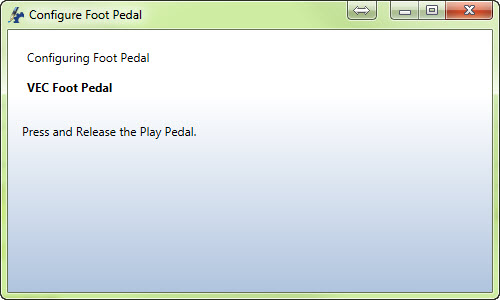 Configure Foot Pedal
Configuring Foot Pedal
VEC Foot Pedal
Press and Release the Play Pedal.